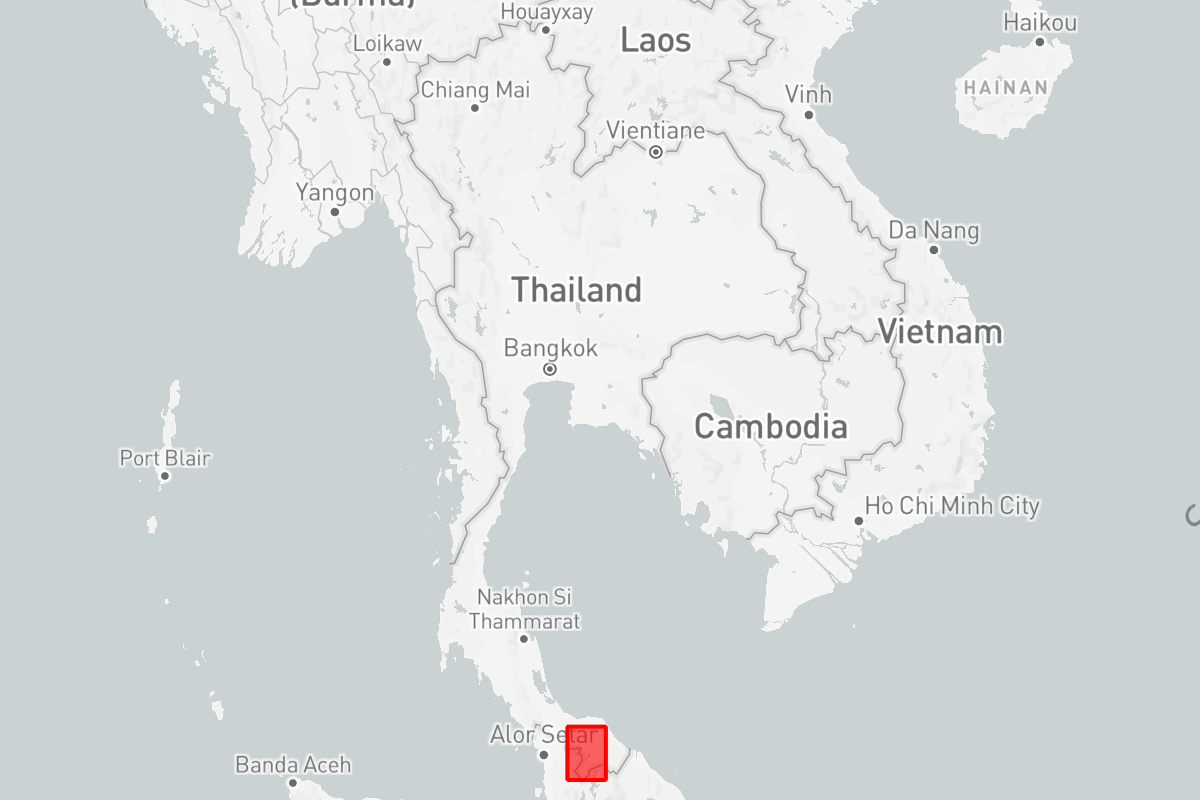 (Burma)
Houayxay
Haikou
Loikaw
Laos
Chiang Mai
HAINAN
Vinh
Vientiane
Yangon
Da Nang
Thailand
Vietnam
Bangkok
Cambodia
Port Blair
Ho Chi Minh City
Nakhon Si
Thammarat
Alor Setar
Banda Aceh